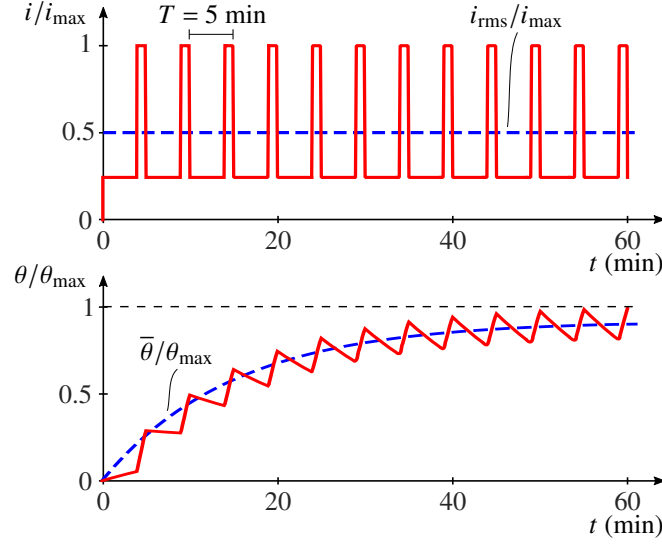 i/i_max
T = 5 min
i_rms/i_max
1
0.5
0
20
40
60
t (min)
θ/θ_max
1
θ̅/θ_max
0.5
0
0
20
40
60
t (min)